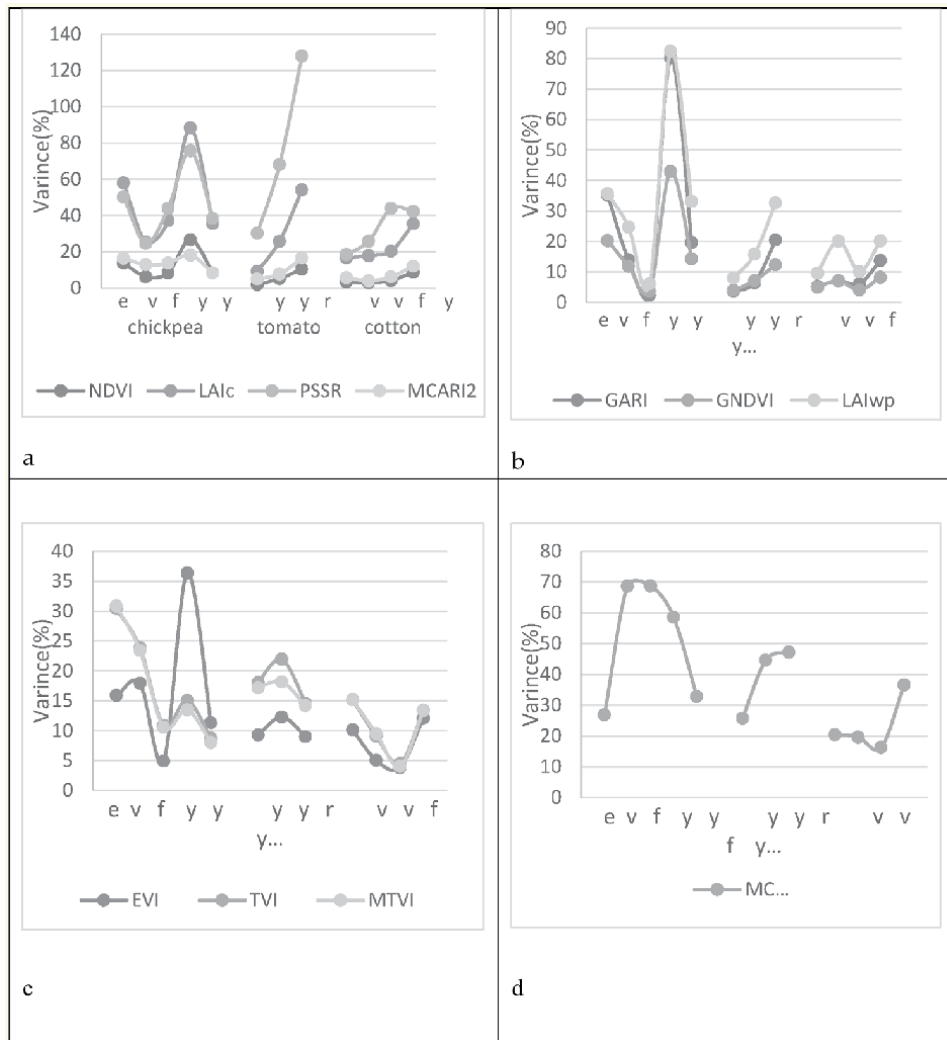 140
120
100
80
60
40
20
0
Varince(%)
e v f y y y y r v v f y
chickpea tomato cotton
NDVI LAIc PSSR MCARI2
a
90
80
70
60
50
40
30
20
10
0
Varince(%)
e v f y y y y r v v f
y...
GARI GNDVI LAIwp
b
40
35
30
25
20
15
10
5
0
Varince(%)
e v f y y y y r v v f
y...
EVI TVI MTVI
c
80
70
60
50
40
30
20
10
0
Varince(%)
e v f y y y y r v v
f y...
MC...
d